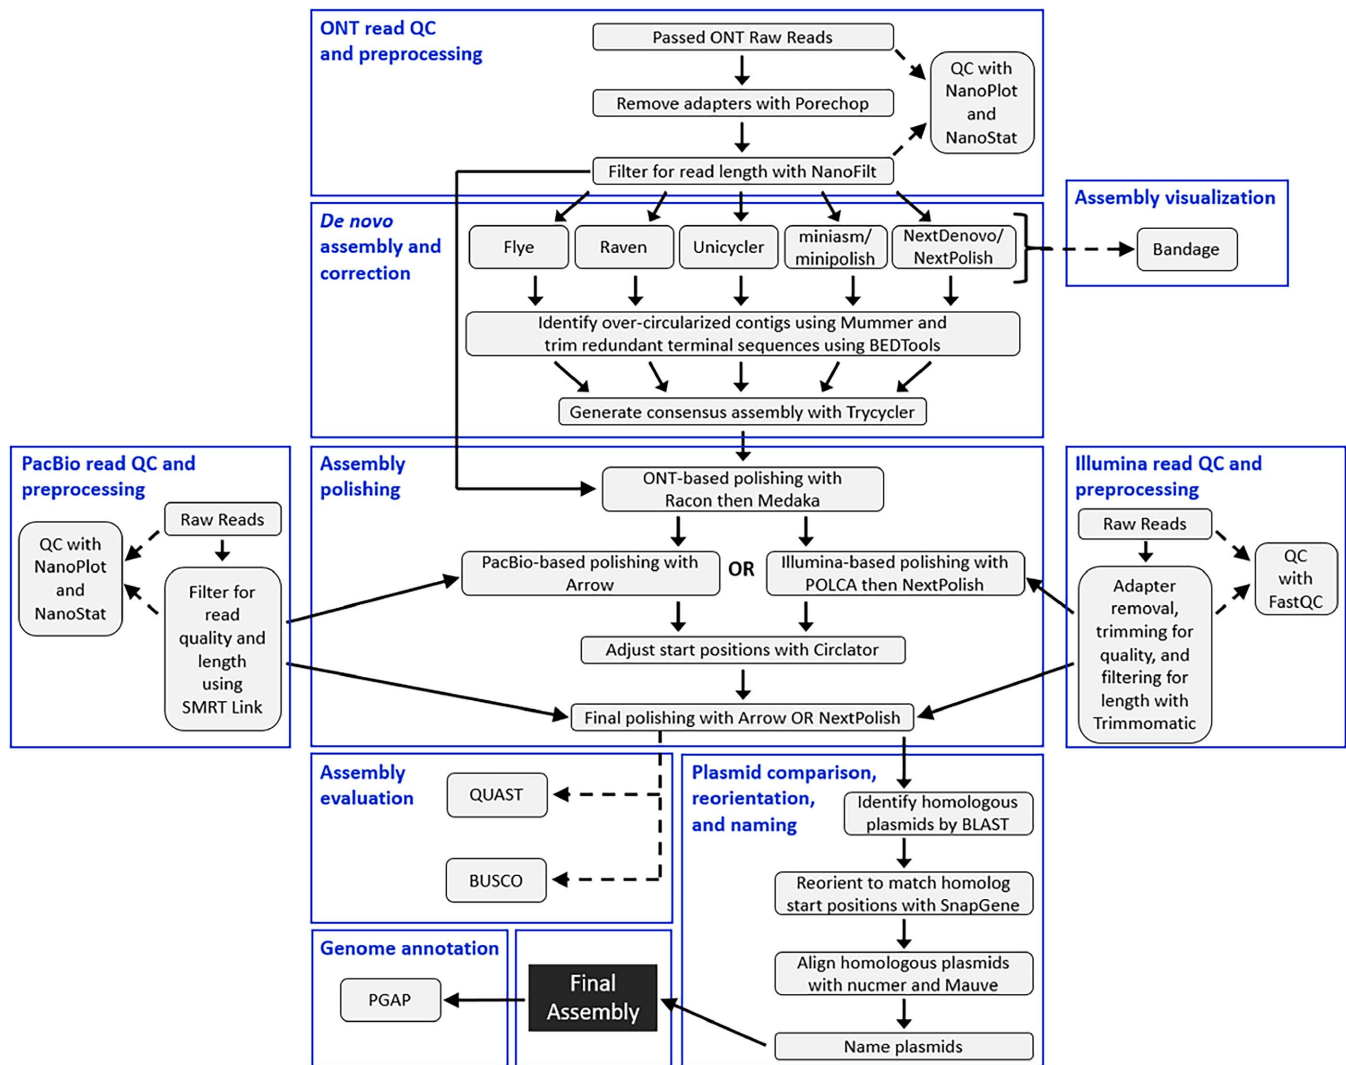 ONT read QC
and preprocessing
Passed ONT Raw Reads
QC with
NanoPlot
and
NanoStat
Remove adapters with Porechop
Filter for read length with NanoFilt
De novo
assembly and
correction
Flye
Raven
Unicycler
miniasm/
minipolish
NextDenovo/
NextPolish
Assembly visualization
Bandage
Identify over-circularized contigs using Mummer and
trim redundant terminal sequences using BEDTools
Generate consensus assembly with Trycycler
PacBio read QC and
preprocessing
Raw Reads
QC with
NanoPlot
and
NanoStat
Filter for
read
quality and
length
using
SMRT Link
Assembly
polishing
ONT-based polishing with
Racon then Medaka
PacBio-based polishing with
Arrow
OR
Illumina-based polishing with
POLCA then NextPolish
Adjust start positions with Circlator
Final polishing with Arrow OR NextPolish
Illumina read QC and
preprocessing
Raw Reads
QC
with
FastQC
Adapter
removal,
trimming for
quality, and
filtering for
length with
Trimmomatic
Assembly
evaluation
QUAST
BUSCO
Plasmid comparison,
reorientation,
and naming
Identify homologous
plasmids by BLAST
Reorient to match homolog
start positions with SnapGene
Align homologous plasmids
with nucmer and Mauve
Name plasmids
Genome annotation
PGAP
Final
Assembly